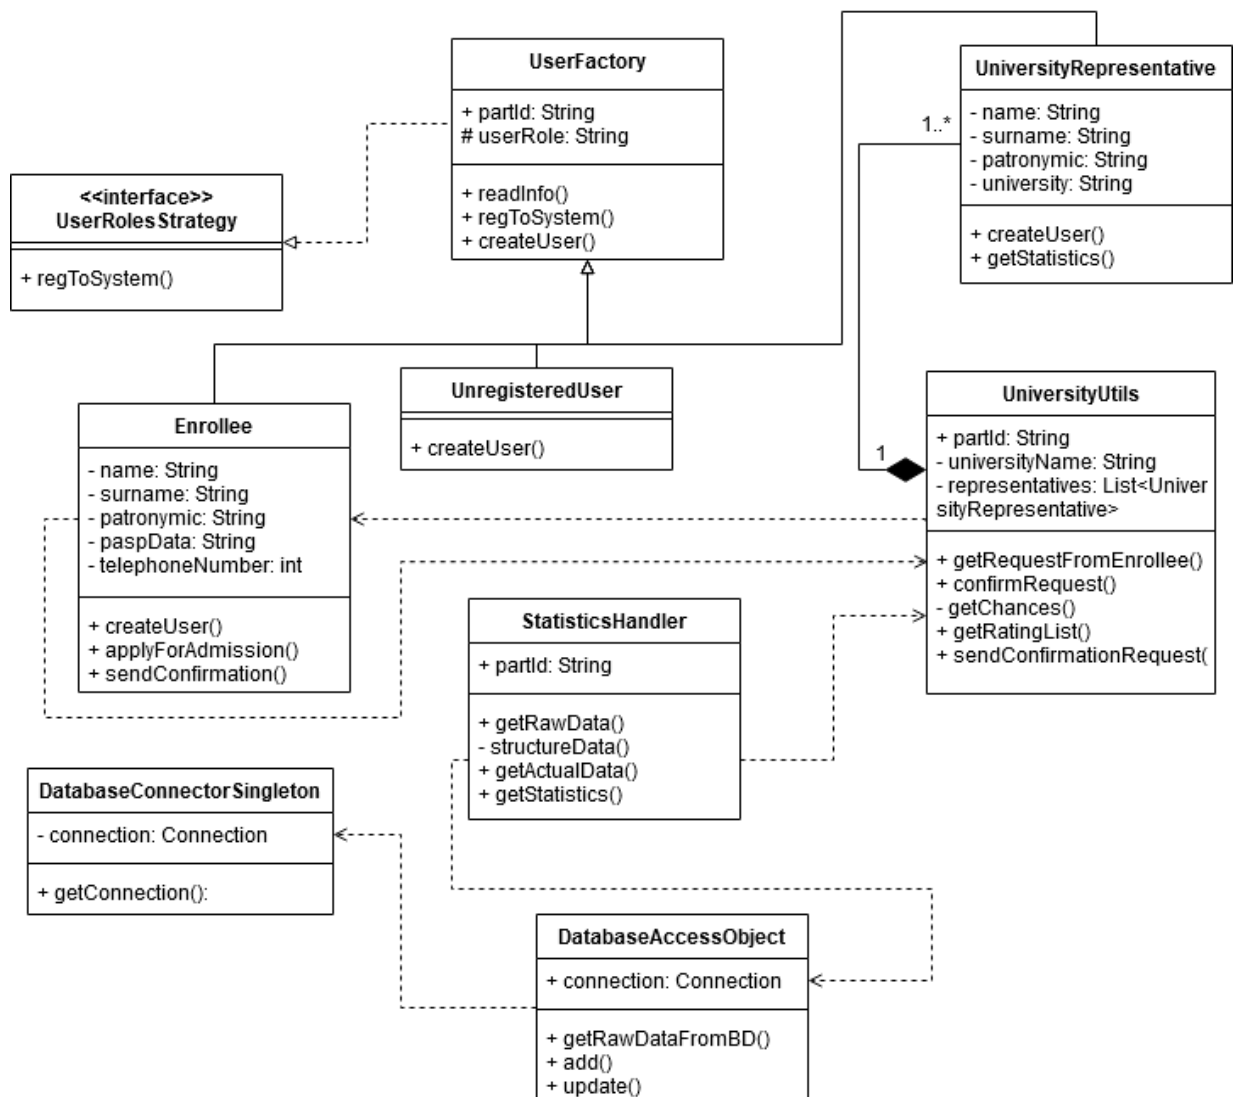 UserFactory
+ partId: String
# userRole: String
+ readInfo()
+ regToSystem()
+ createUser()
UniversityRepresentative
- name: String
- surname: String
- patronymic: String
- university: String
+ createUser()
+ getStatistics()
1..*
<<interface>>
UserRolesStrategy
+ regToSystem()
UnregisteredUser
+ createUser()
UniversityUtils
+ partId: String
- universityName: String
- representatives: List<Univer
sityRepresentative>
+ getRequestFromEnrollee()
+ confirmRequest()
- getChances()
+ getRatingList()
+ sendConfirmationRequest(
1
Enrollee
- name: String
- surname: String
- patronymic: String
- paspData: String
- telephoneNumber: int
+ createUser()
+ applyForAdmission()
+ sendConfirmation()
StatisticsHandler
+ partId: String
+ getRawData()
- structureData()
+ getActualData()
+ getStatistics()
DatabaseConnectorSingleton
- connection: Connection
+ getConnection():
DatabaseAccessObject
+ connection: Connection
+ getRawDataFromBD()
+ add()
+ update()